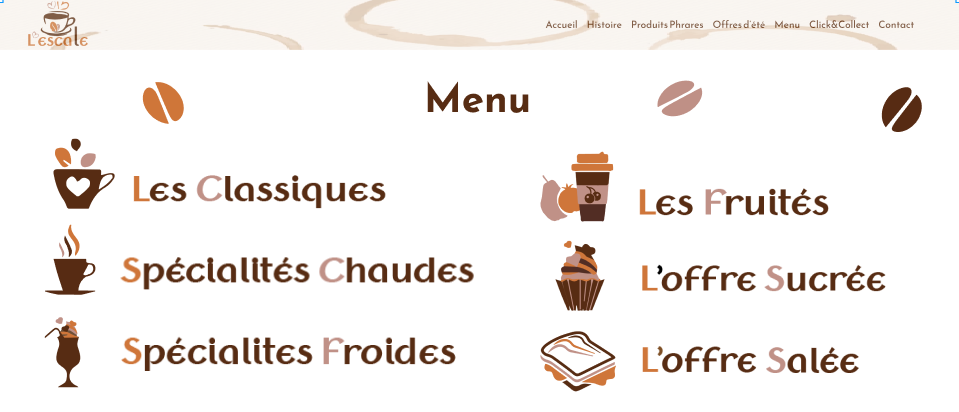 L'escale
Accueil Histoire Produits Phrares Offres d'été Menu Click&Collect Contact
Menu
Les Classiques
Les Fruités
Spécialités Chaudes
L'offre Sucrée
Spécialites Froides
L'offre Salée